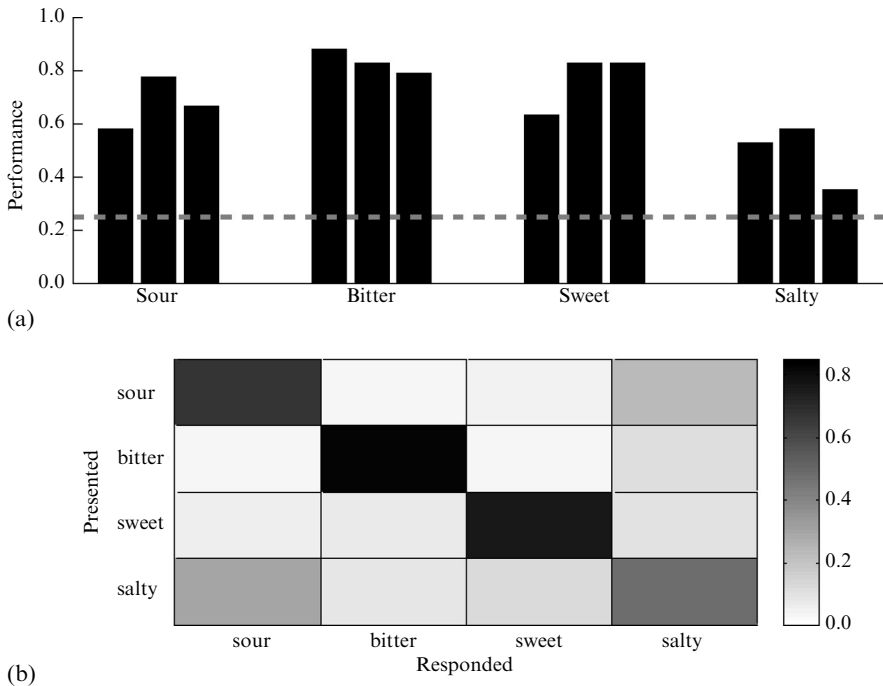 1.0
0.8
0.6
0.4
0.2
0.0
Performance
Sour Bitter Sweet Salty
(a)
Presented
sour
bitter
sweet
salty
sour bitter sweet salty
Responded
0.8
0.6
0.4
0.2
0.0
(b)